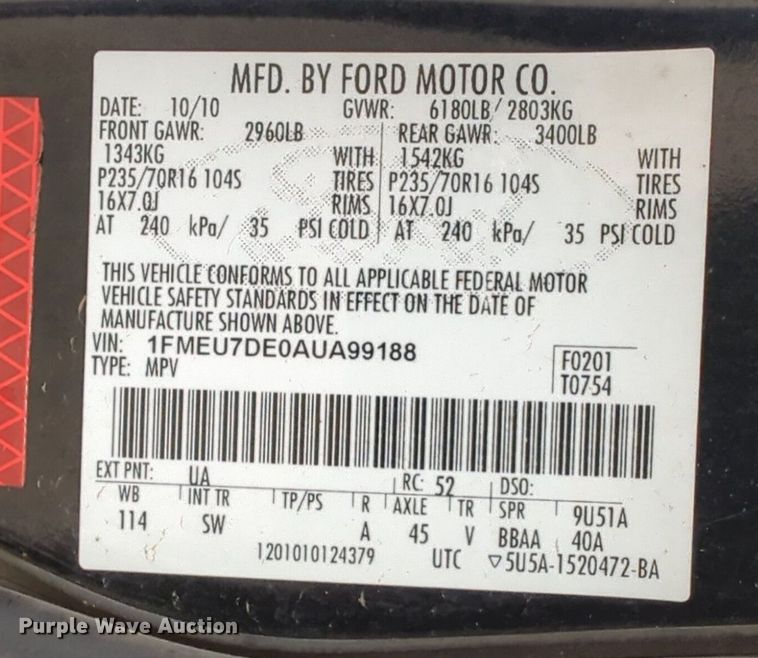 MFD. BY FORD MOTOR CO.
DATE: 10/10 GVWR: 6180LB/ 2803KG
FRONT GAWR: 2960LB REAR GAWR: 3400LB
1343KG WITH 1542KG WITH
P235/70R16 104S TIRES P235/70R16 104S TIRES
16X7.0J RIMS 16X7.0J RIMS
AT 240 kPa/ 35 PSI COLD AT 240 kPa/ 35 PSI COLD
THIS VEHICLE CONFORMS TO ALL APPLICABLE FEDERAL MOTOR
VEHICLE SAFETY STANDARDS IN EFFECT ON THE DATE OF
MANUFACTURE SHOWN ABOVE.
VIN: 1FMEU7DE0AUA99188
TYPE: MPV
F0201
T0754
EXT PNT: UA RC: 52 DSO:
WB INT TR TP/PS R AXLE TR SPR 9U51A
114 SW A 45 V BBAA 40A
1201010124379 UTC ▽5U5A-1520472-BA
Purple Wave Auction